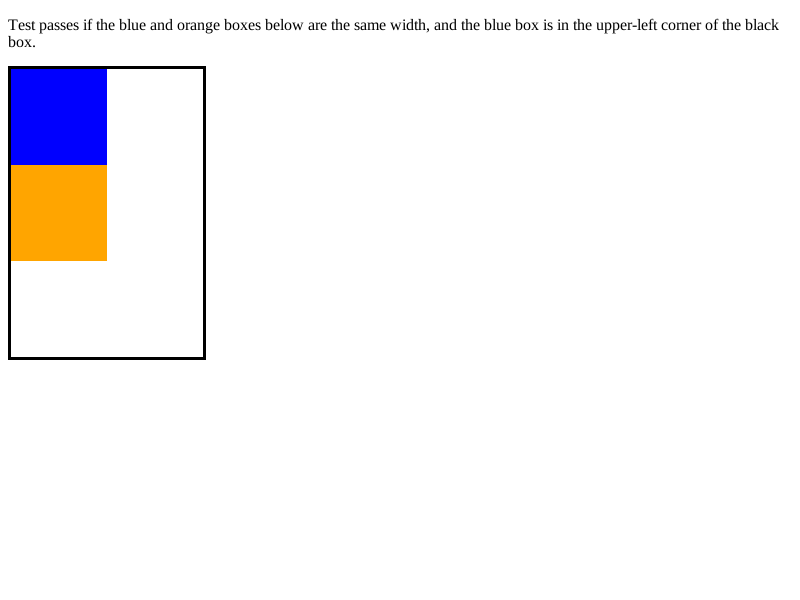 Test passes if the blue and orange boxes below are the same width, and the blue box is in the upper-left corner of the black
box.